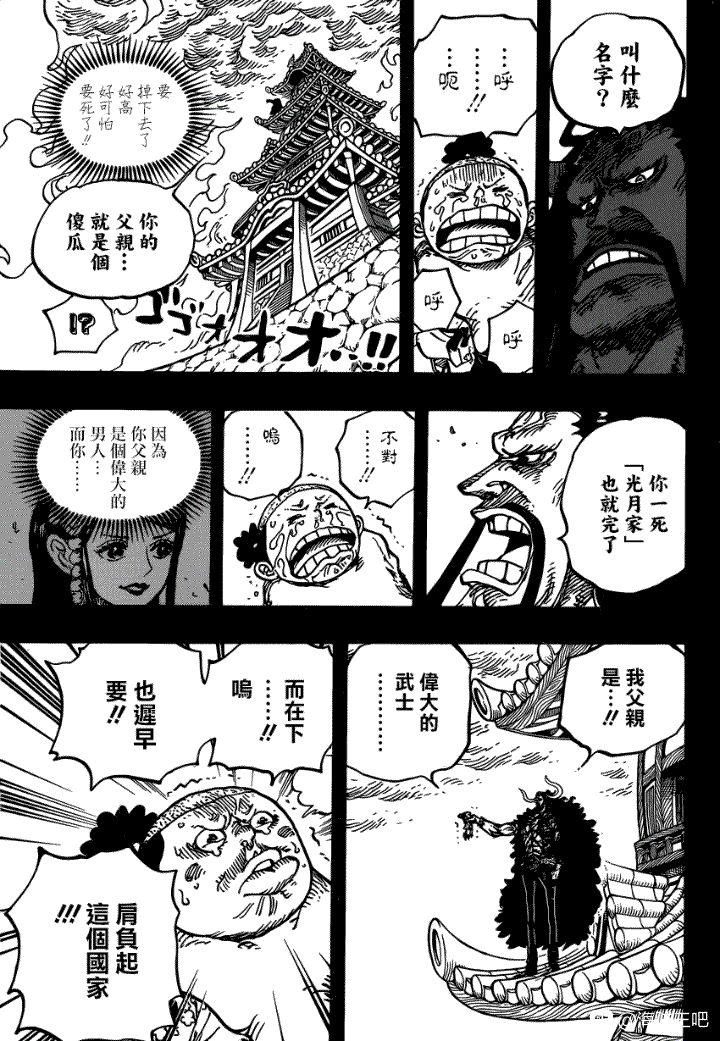 叫什麼
名字?
呼
…………!!
呃
呼
呼
要
掉下去了
好高
好可怕
要死了!!
你的
父親…
就是個
傻瓜
!?
ゴゴゴオオオ…!!
你一死
「光月家」
也就完了
不對
……!!
嗚
……!!
因為
你父親
是個偉大的
男人…
而你…
我父親
是…!!
偉大的
武士
………
而在下
……!!
嗚
也遲早
要!!
肩負起
這個國家
!!!